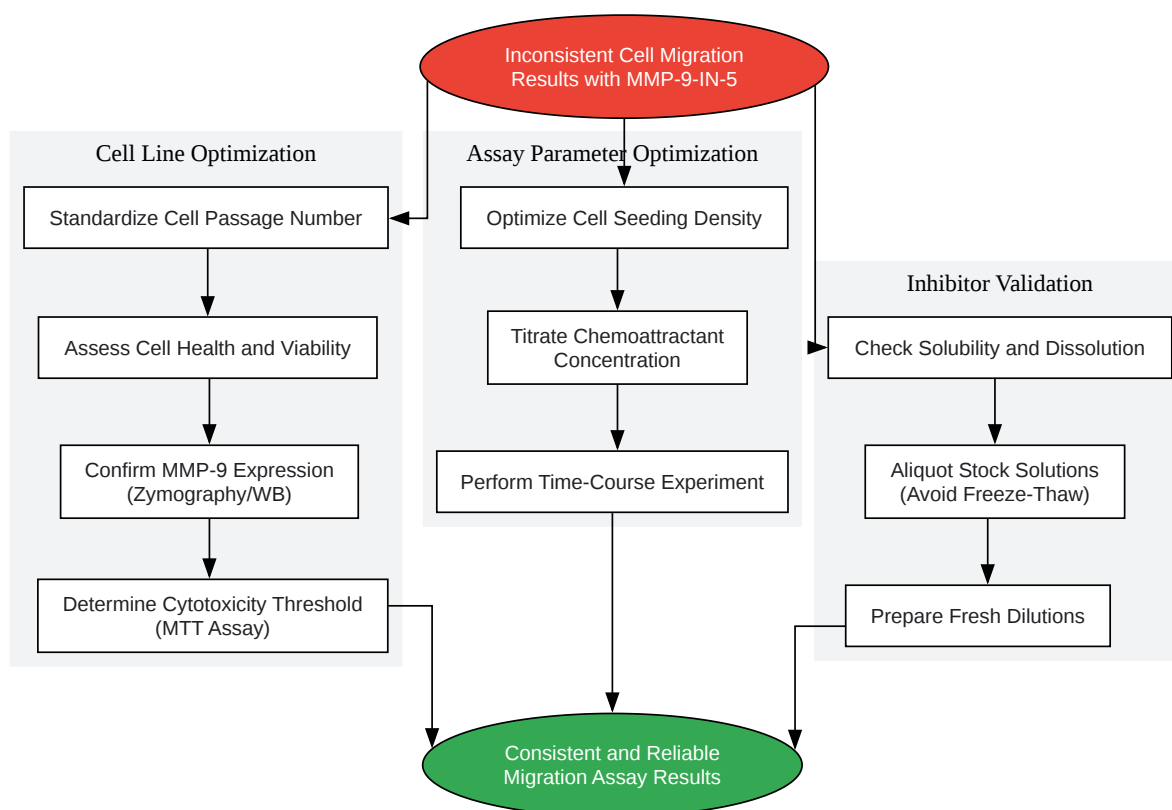 Inconsistent Cell Migration
Results with MMP-9-IN-5
Cell Line Optimization
Standardize Cell Passage Number
Assess Cell Health and Viability
Confirm MMP-9 Expression
(Zymography/WB)
Determine Cytotoxicity Threshold
(MTT Assay)
Assay Parameter Optimization
Optimize Cell Seeding Density
Titrate Chemoattractant
Concentration
Perform Time-Course Experiment
Inhibitor Validation
Check Solubility and Dissolution
Aliquot Stock Solutions
(Avoid Freeze-Thaw)
Prepare Fresh Dilutions
Consistent and Reliable
Migration Assay Results